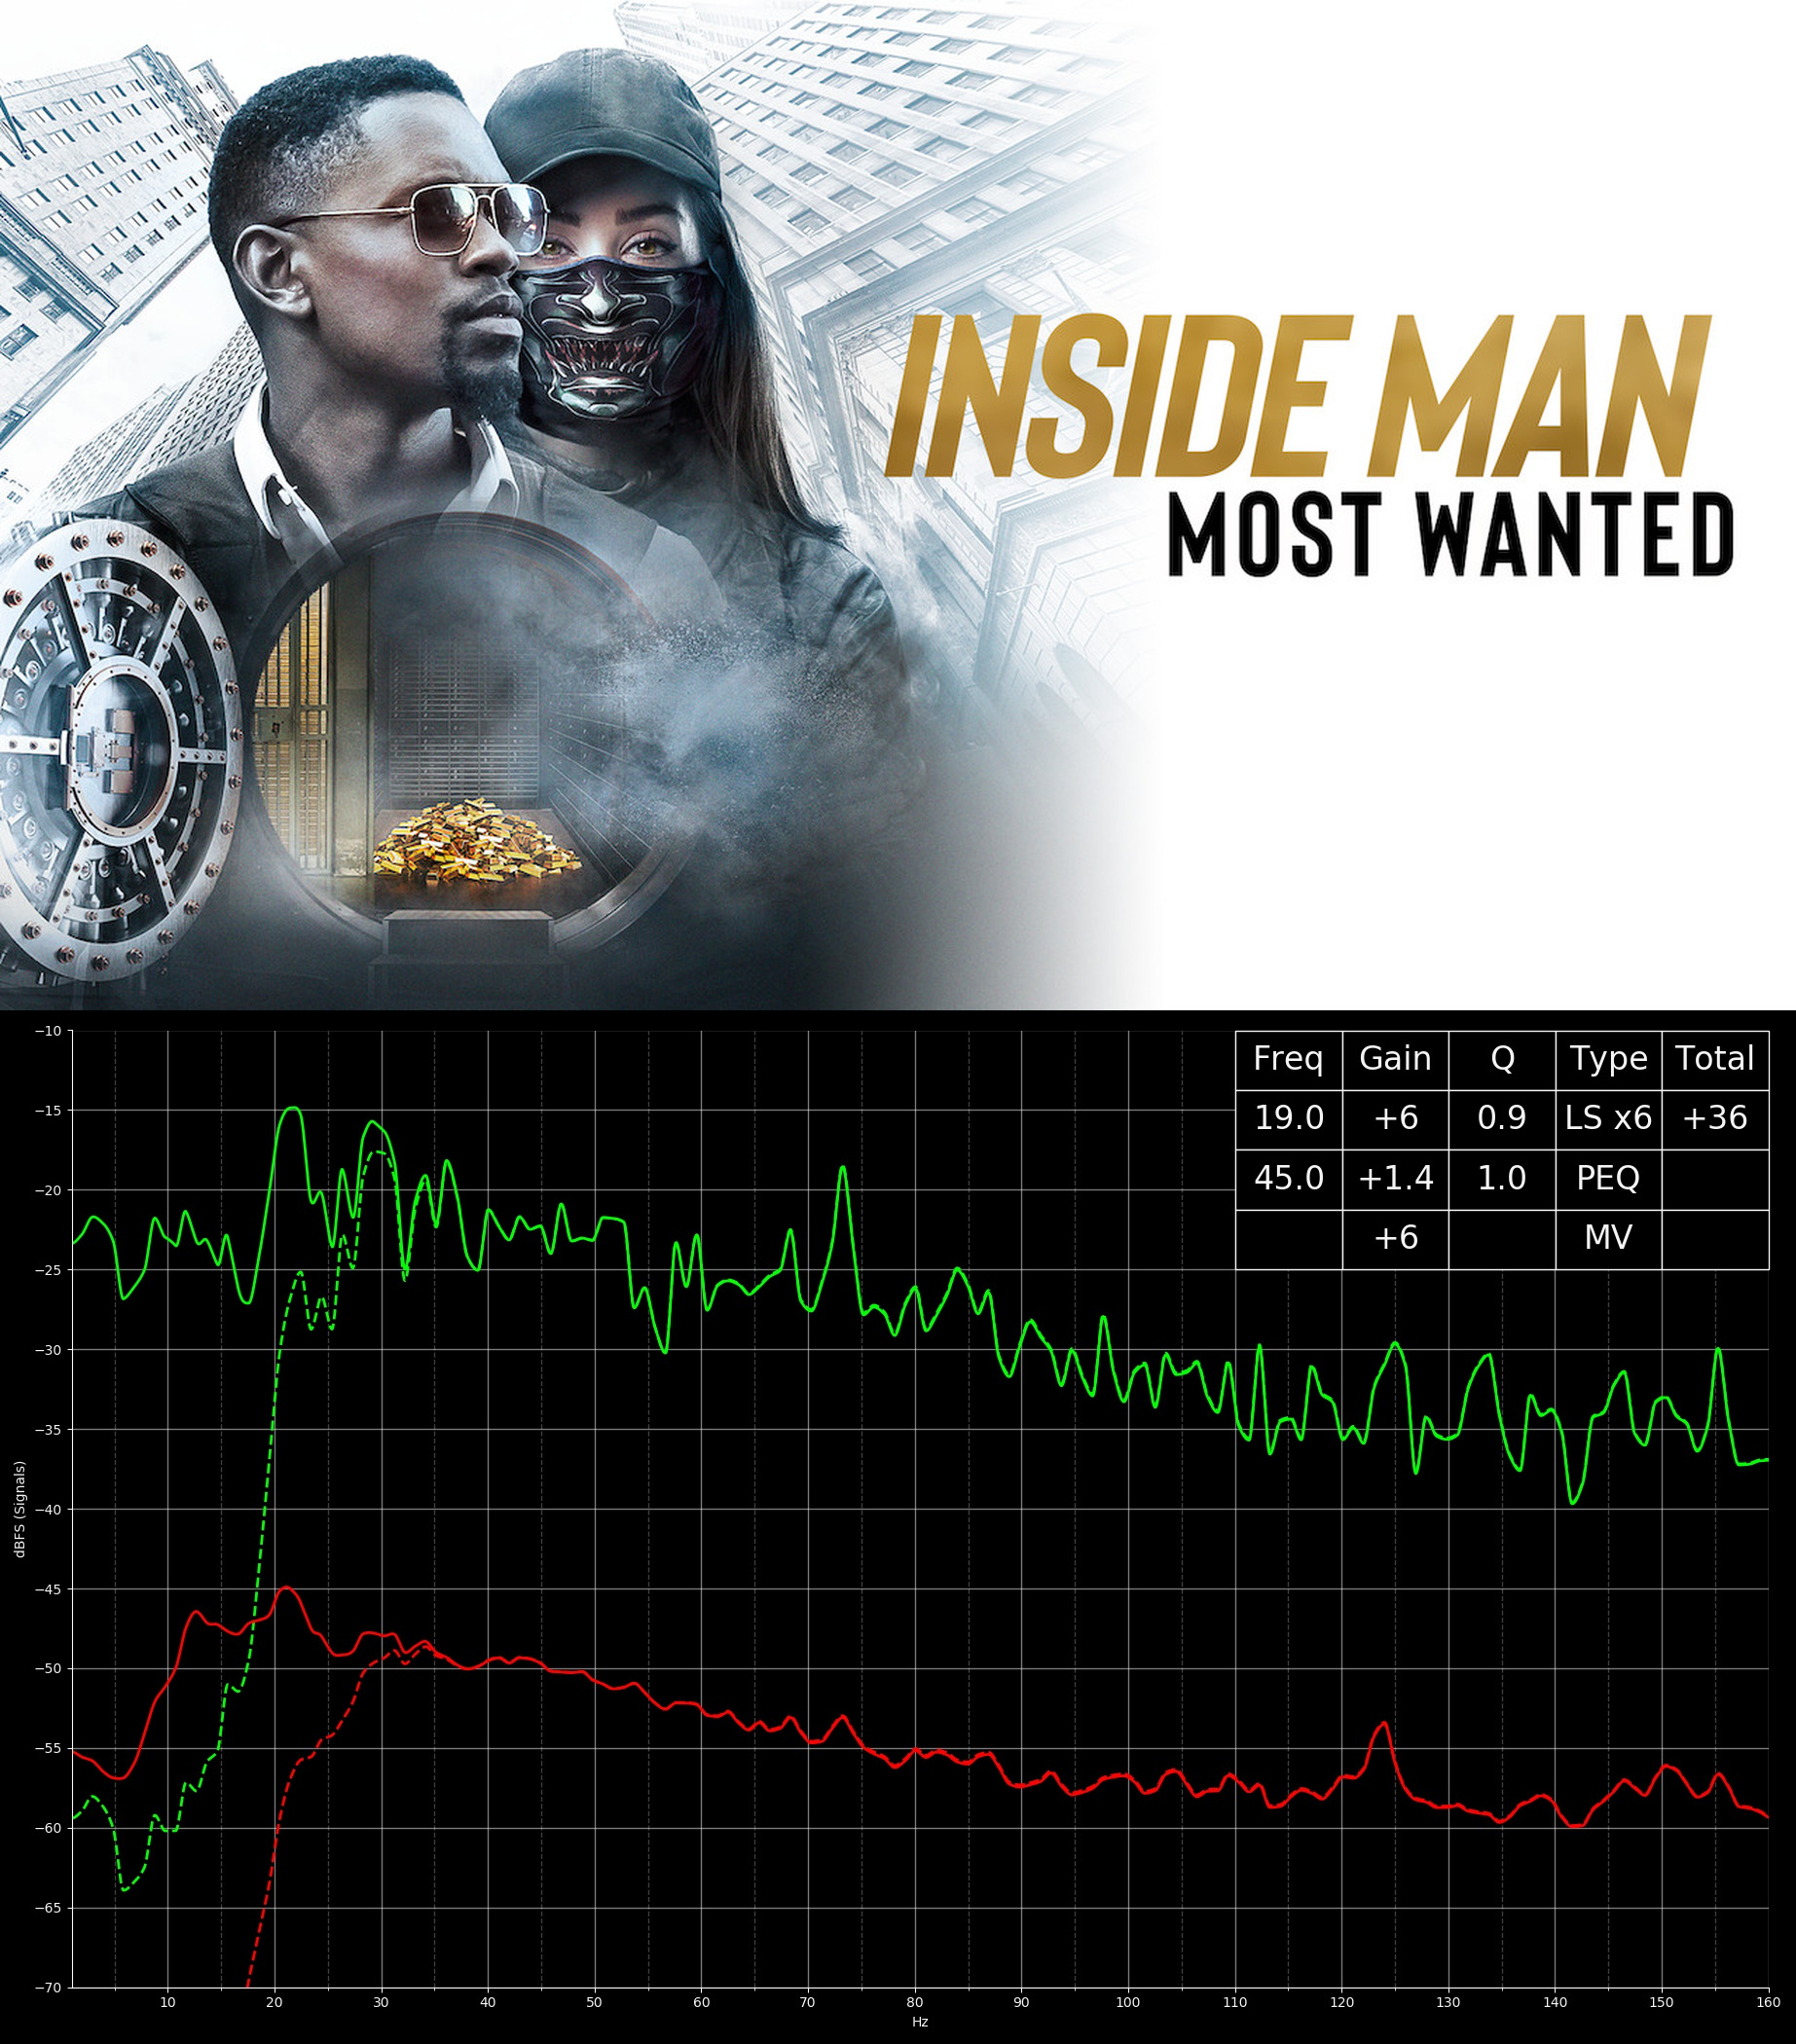 INSIDE MAN
MOST WANTED
Freq Gain Q Type Total
19.0 +6 0.9 LS x6 +36
45.0 +1.4 1.0 PEQ
+6 MV
−10
−15
−20
−25
−30
−35
−40
−45
−50
−55
−60
−65
−70
dBFS (Signals)
10 20 30 40 50 60 70 80 90 100 110 120 130 140 150 160
Hz